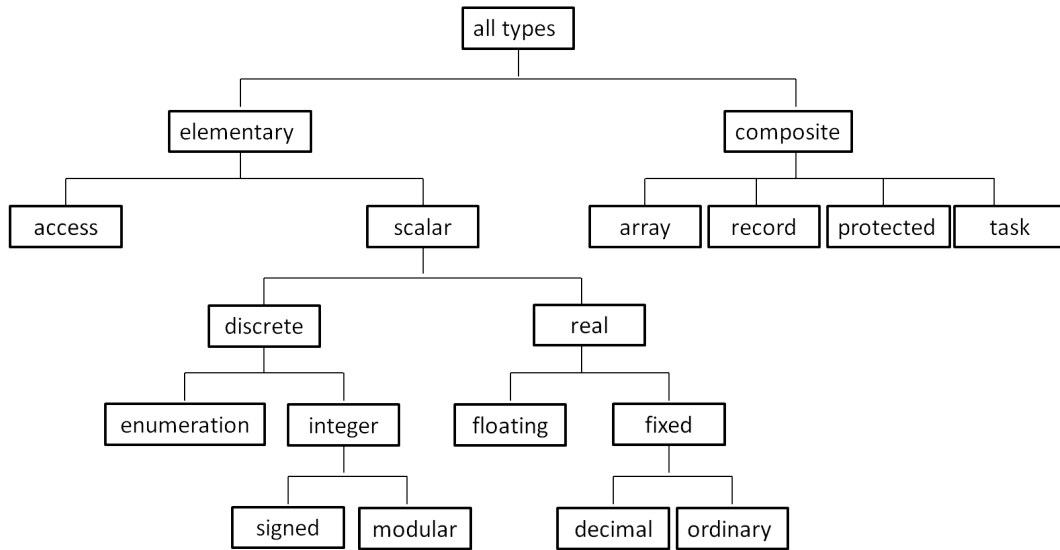 all types
elementary
composite
access
scalar
array
record
protected
task
discrete
real
enumeration
integer
floating
fixed
signed
modular
decimal
ordinary